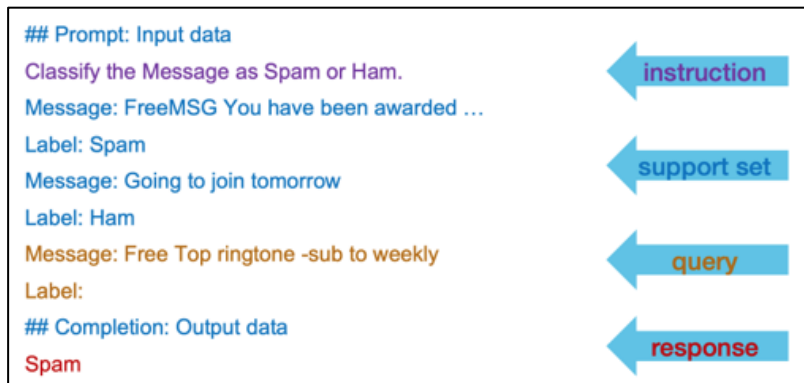 ## Prompt: Input data
Classify the Message as Spam or Ham.
instruction
Message: FreeMSG You have been awarded …
Label: Spam
support set
Message: Going to join tomorrow
Label: Ham
Message: Free Top ringtone -sub to weekly
query
Label:
## Completion: Output data
response
Spam